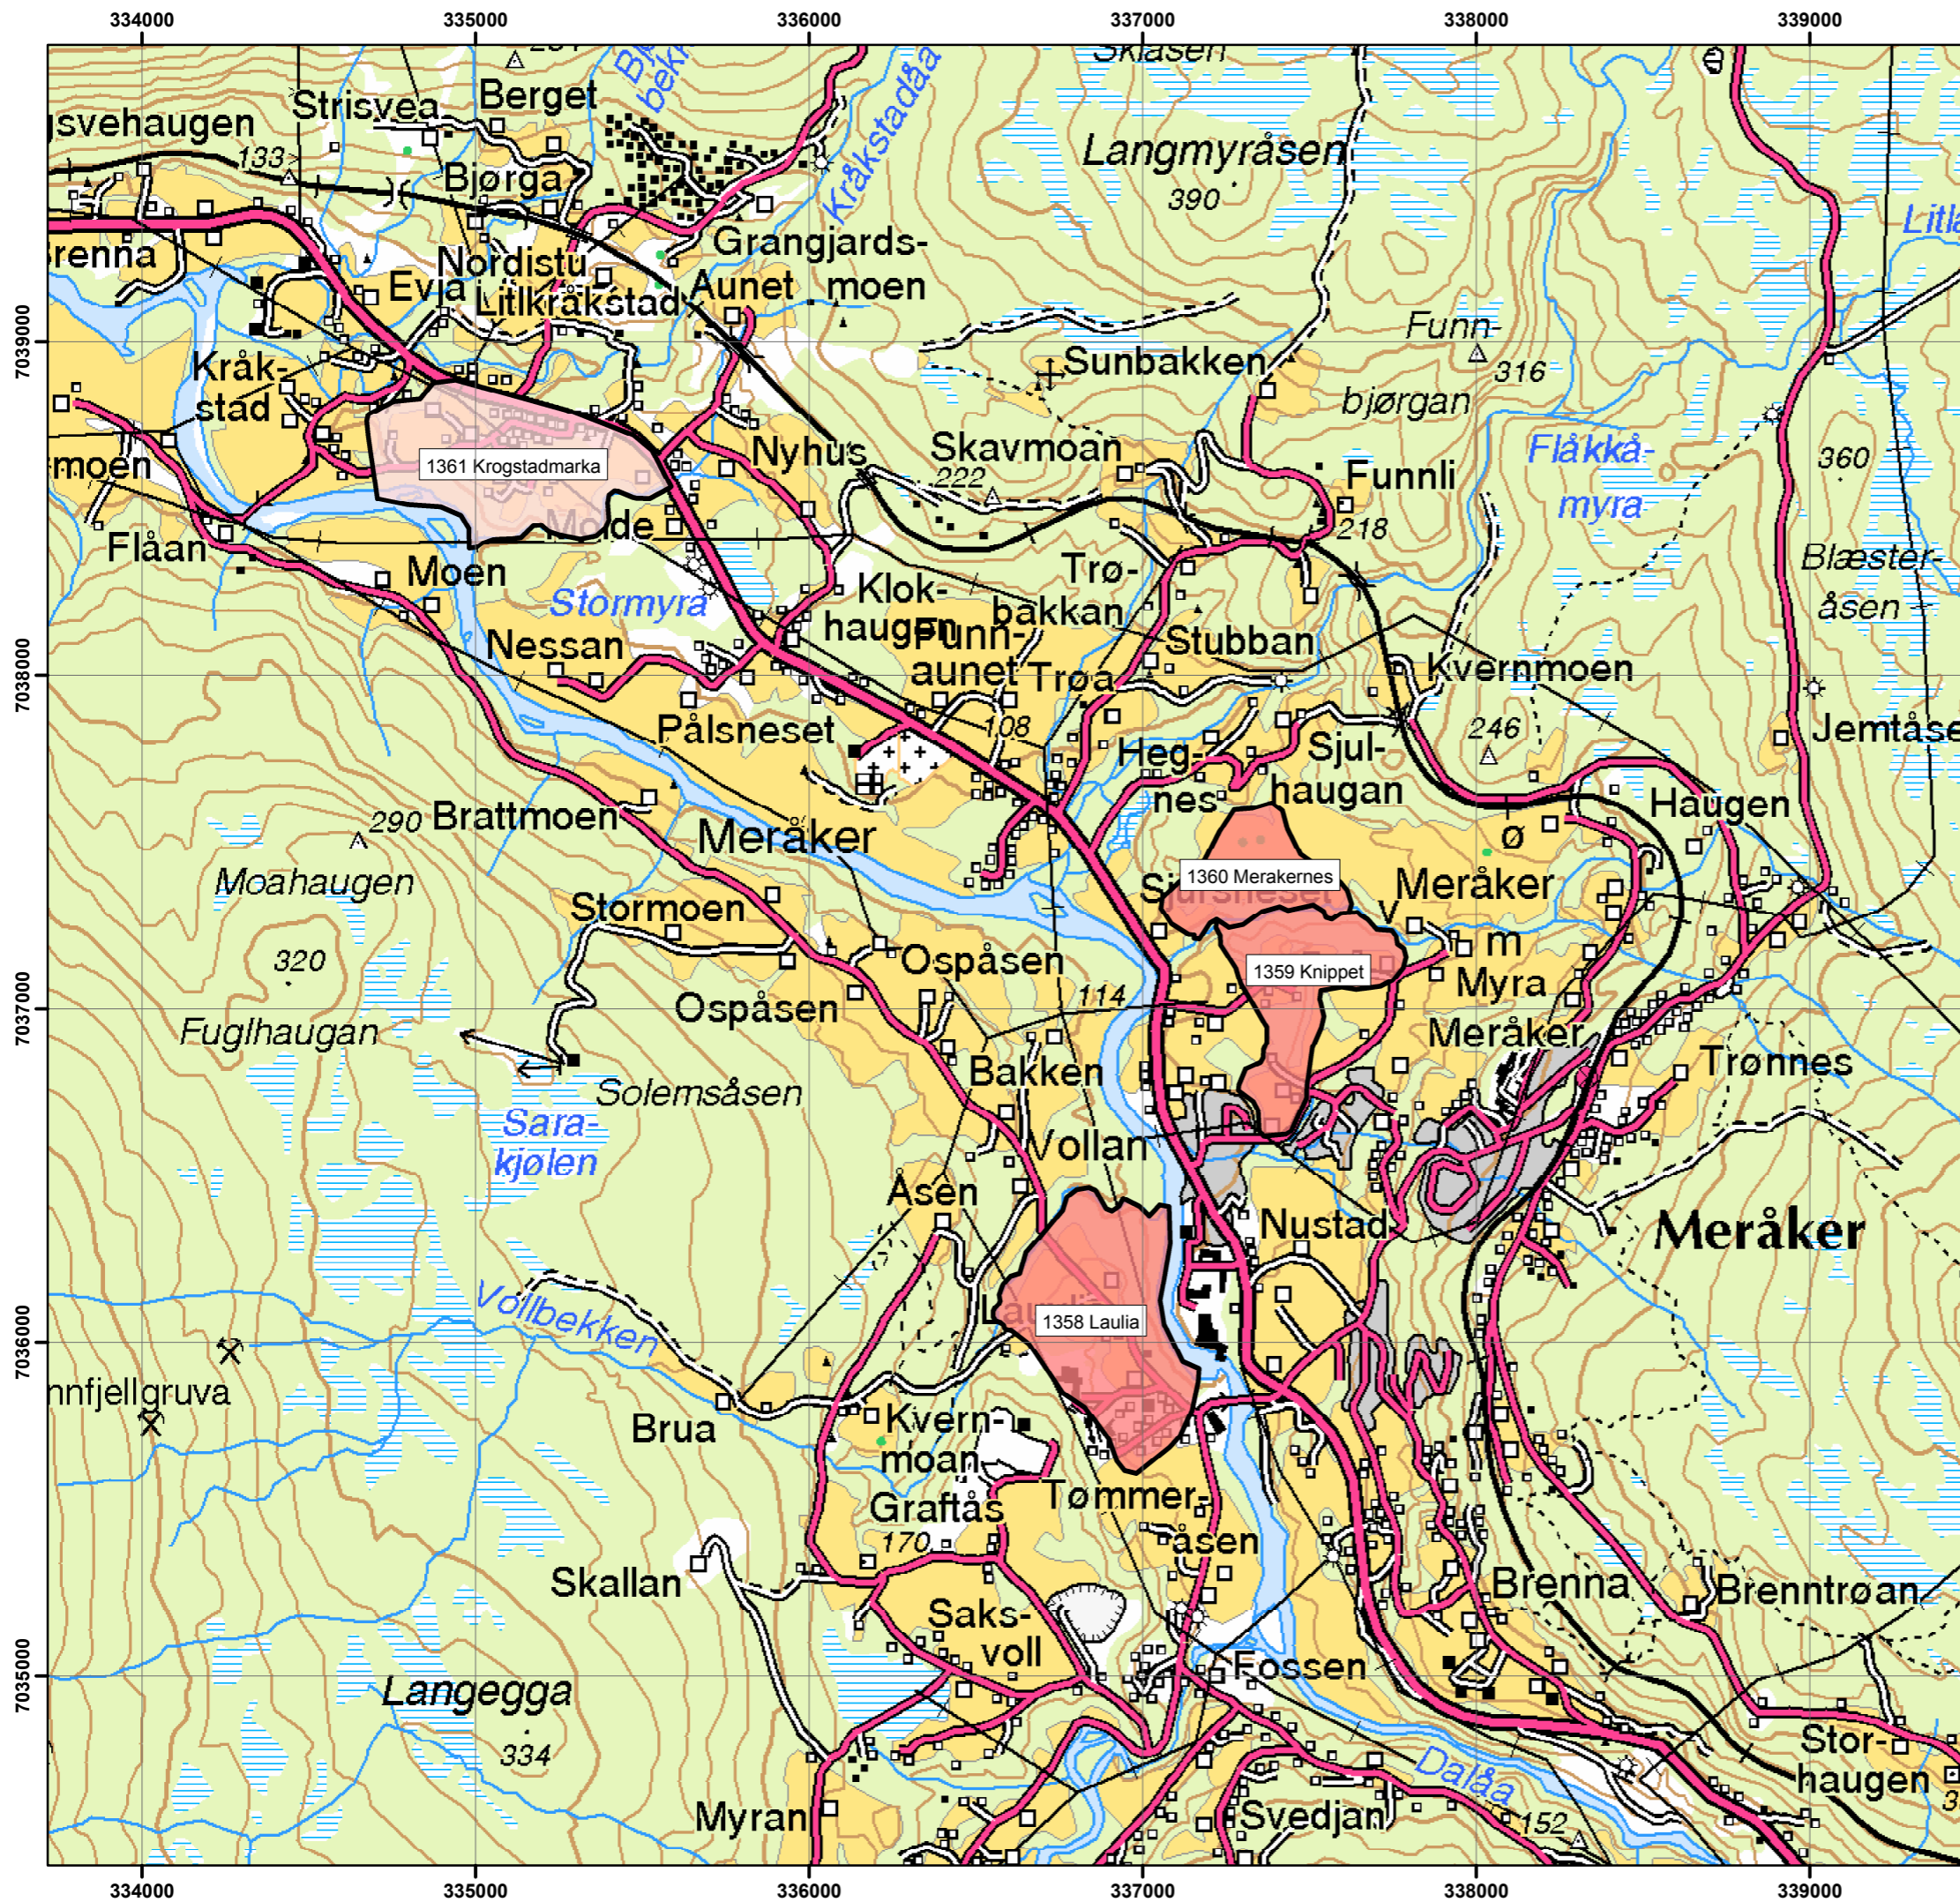 334000
335000
336000
337000
338000
339000
Sklåsen
Strisvea
Berget
133
Bjørga
Kråkstadåa
Langmyråsen
390
Grangjards-
moen
Nordistu
Evja
Litlkråkstad
Aunet
7039000
Kråk-
stad
Sunbakken
Funn-
bjørgan
316
Nyhus
Skavmoan
222
Funnli
218
Flåkkå-
myra
360
1361 Krogstadmarka
moen
Flåan
Molde
Moen
Stormyra
Klok-
haugen
Trø-
bakkan
Blæster-
åsen
Nessan
Funn-
aunet
Trøa
Stubban
Kvernmoen
7038000
Pålsneset
108
Heg-
nes
Sjul-
haugan
246
Brattmoen
Meråker
Haugen
ø
290
Moahaugen
1360 Merakernes
Meråker
v
m
Stormoen
320
Ospåsen
1359 Knippet
Myra
7037000
Ospåsen
114
Fuglhaugan
Meråker
Solemsåsen
Bakken
Trønnes
Sara-
kjølen
Vollan
Åsen
Nustad
Meråker
Vollbekken
1358 Laulia
7036000
nnfjellgruva
Brua
Kvern-
moan
Graftås
170
Tømmer-
åsen
Skallan
Brenna
Brenntrøan
Saks-
voll
Fossen
7035000
Langegga
334
Dalåa
Stor-
haugen
Myran
Svedjan
152
334000
335000
336000
337000
338000
339000